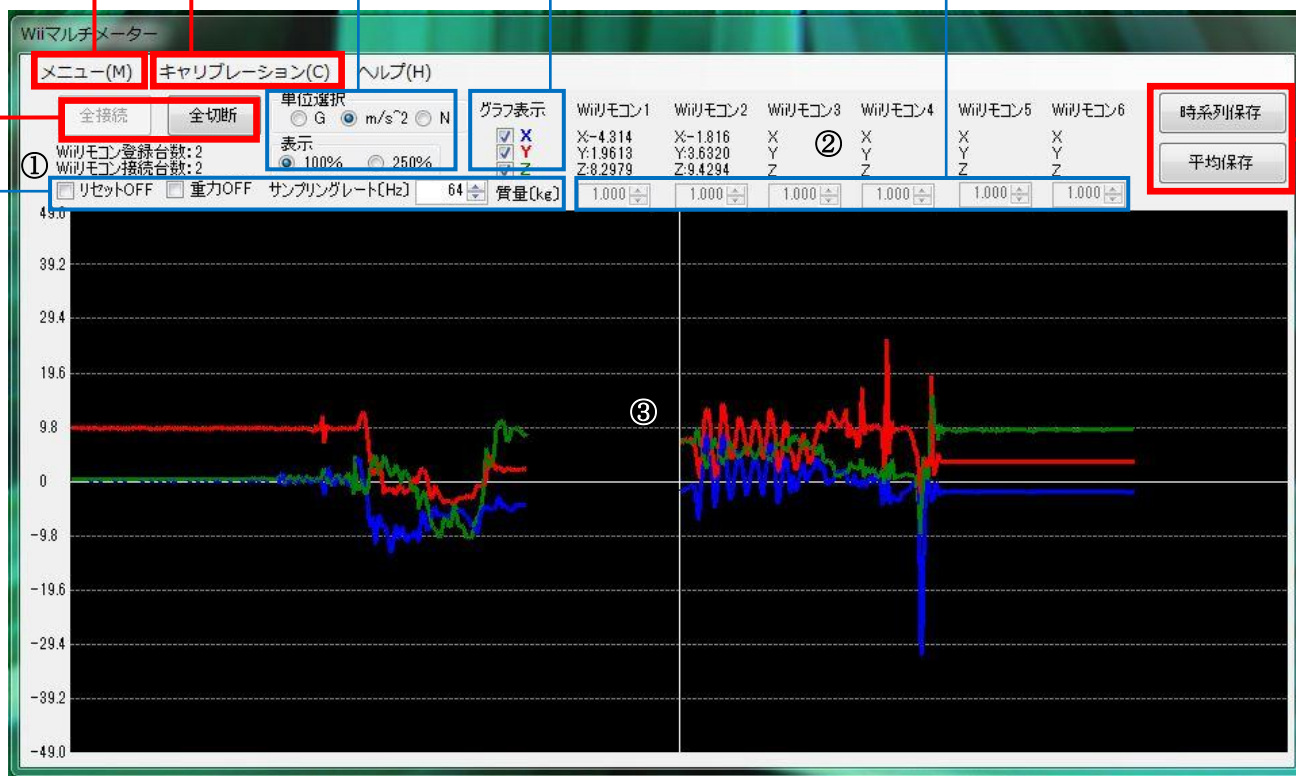 Wiiマルチメーター
メニュー(M) キャリブレーション(C) ヘルプ(H)
全接続 全切断
単位選択
G m/s^2 N
表示
100% 250%
グラフ表示
X
Y
Z
Wiiリモコン1 Wiiリモコン2 Wiiリモコン3 Wiiリモコン4 Wiiリモコン5 Wiiリモコン6
X:-4.314 X:-1.816 X X X X
Y:1.9613 Y:3.6320 Y Y Y Y
Z:8.2979 Z:9.4294 Z Z Z Z
②
時系列保存
平均保存
①
Wiiリモコン登録台数:2
Wiiリモコン接続台数:2
リセットOFF 重力OFF サンプリングレート[Hz] 64 質量[kg] 1.000 1.000 1.000 1.000 1.000 1.000
49.0
39.2
29.4
19.6
③
9.8
0
-9.8
-19.6
-29.4
-39.2
-49.0